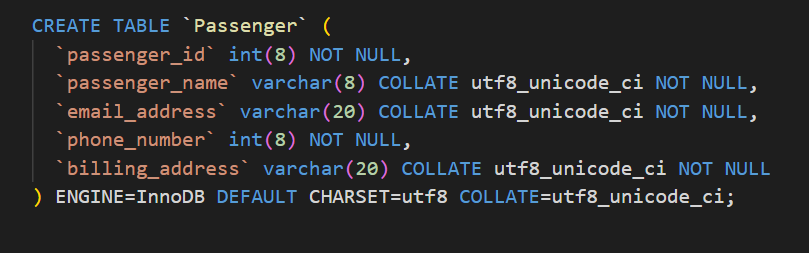 CREATE TABLE `Passenger` (
`passenger_id` int(8) NOT NULL,
`passenger_name` varchar(8) COLLATE utf8_unicode_ci NOT NULL,
`email_address` varchar(20) COLLATE utf8_unicode_ci NOT NULL,
`phone_number` int(8) NOT NULL,
`billing_address` varchar(20) COLLATE utf8_unicode_ci NOT NULL
) ENGINE=InnoDB DEFAULT CHARSET=utf8 COLLATE=utf8_unicode_ci;